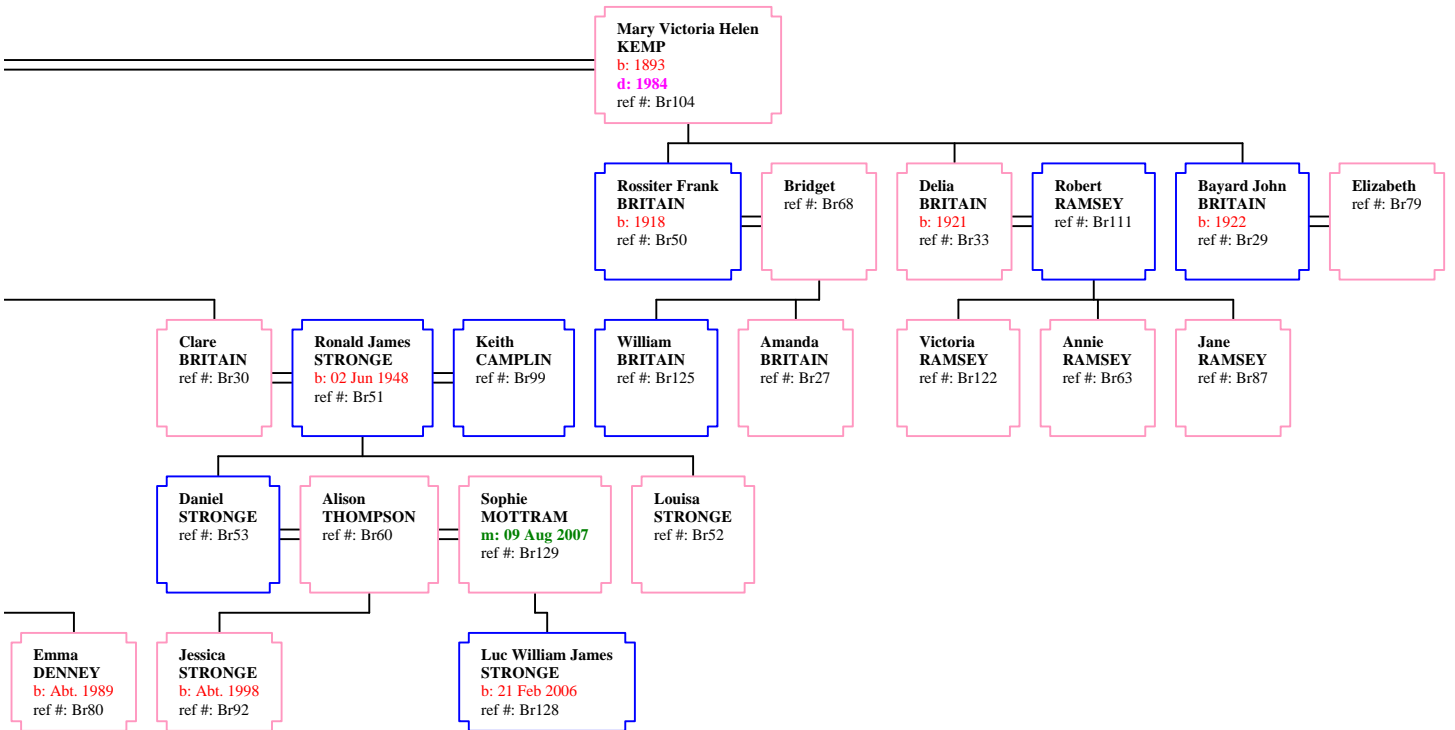 Mary Victoria Helen
KEMP
b: 1893
d: 1984
ref #: Br104
Rossiter Frank
BRITAIN
b: 1918
ref #: Br50
Bridget
ref #: Br68
Delia
BRITAIN
b: 1921
ref #: Br33
Robert
RAMSEY
ref #: Br111
Bayard John
BRITAIN
b: 1922
ref #: Br29
Elizabeth
ref #: Br79
Clare
BRITAIN
ref #: Br30
Ronald James
STRONGE
b: 02 Jun 1948
ref #: Br51
Keith
CAMPLIN
ref #: Br99
William
BRITAIN
ref #: Br125
Amanda
BRITAIN
ref #: Br27
Victoria
RAMSEY
ref #: Br122
Annie
RAMSEY
ref #: Br63
Jane
RAMSEY
ref #: Br87
Daniel
STRONGE
ref #: Br53
Alison
THOMPSON
ref #: Br60
Sophie
MOTTRAM
m: 09 Aug 2007
ref #: Br129
Louisa
STRONGE
ref #: Br52
Emma
DENNEY
b: Abt. 1989
ref #: Br80
Jessica
STRONGE
b: Abt. 1998
ref #: Br92
Luc William James
STRONGE
b: 21 Feb 2006
ref #: Br128